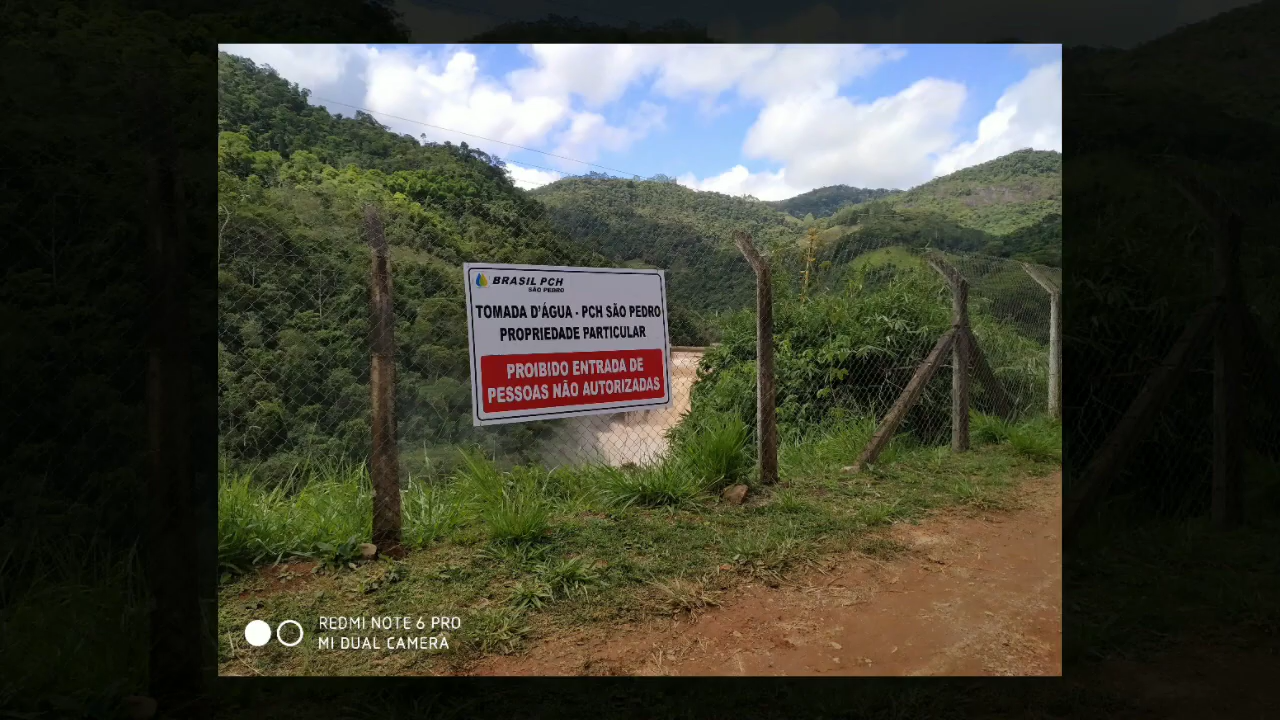 BRASIL PCH
SÃO PEDRO
TOMADA D'ÁGUA - PCH SÃO PEDRO
PROPRIEDADE PARTICULAR
PROIBIDO ENTRADA DE
PESSOAS NÃO AUTORIZADAS
REDMI NOTE 6 PRO
MI DUAL CAMERA